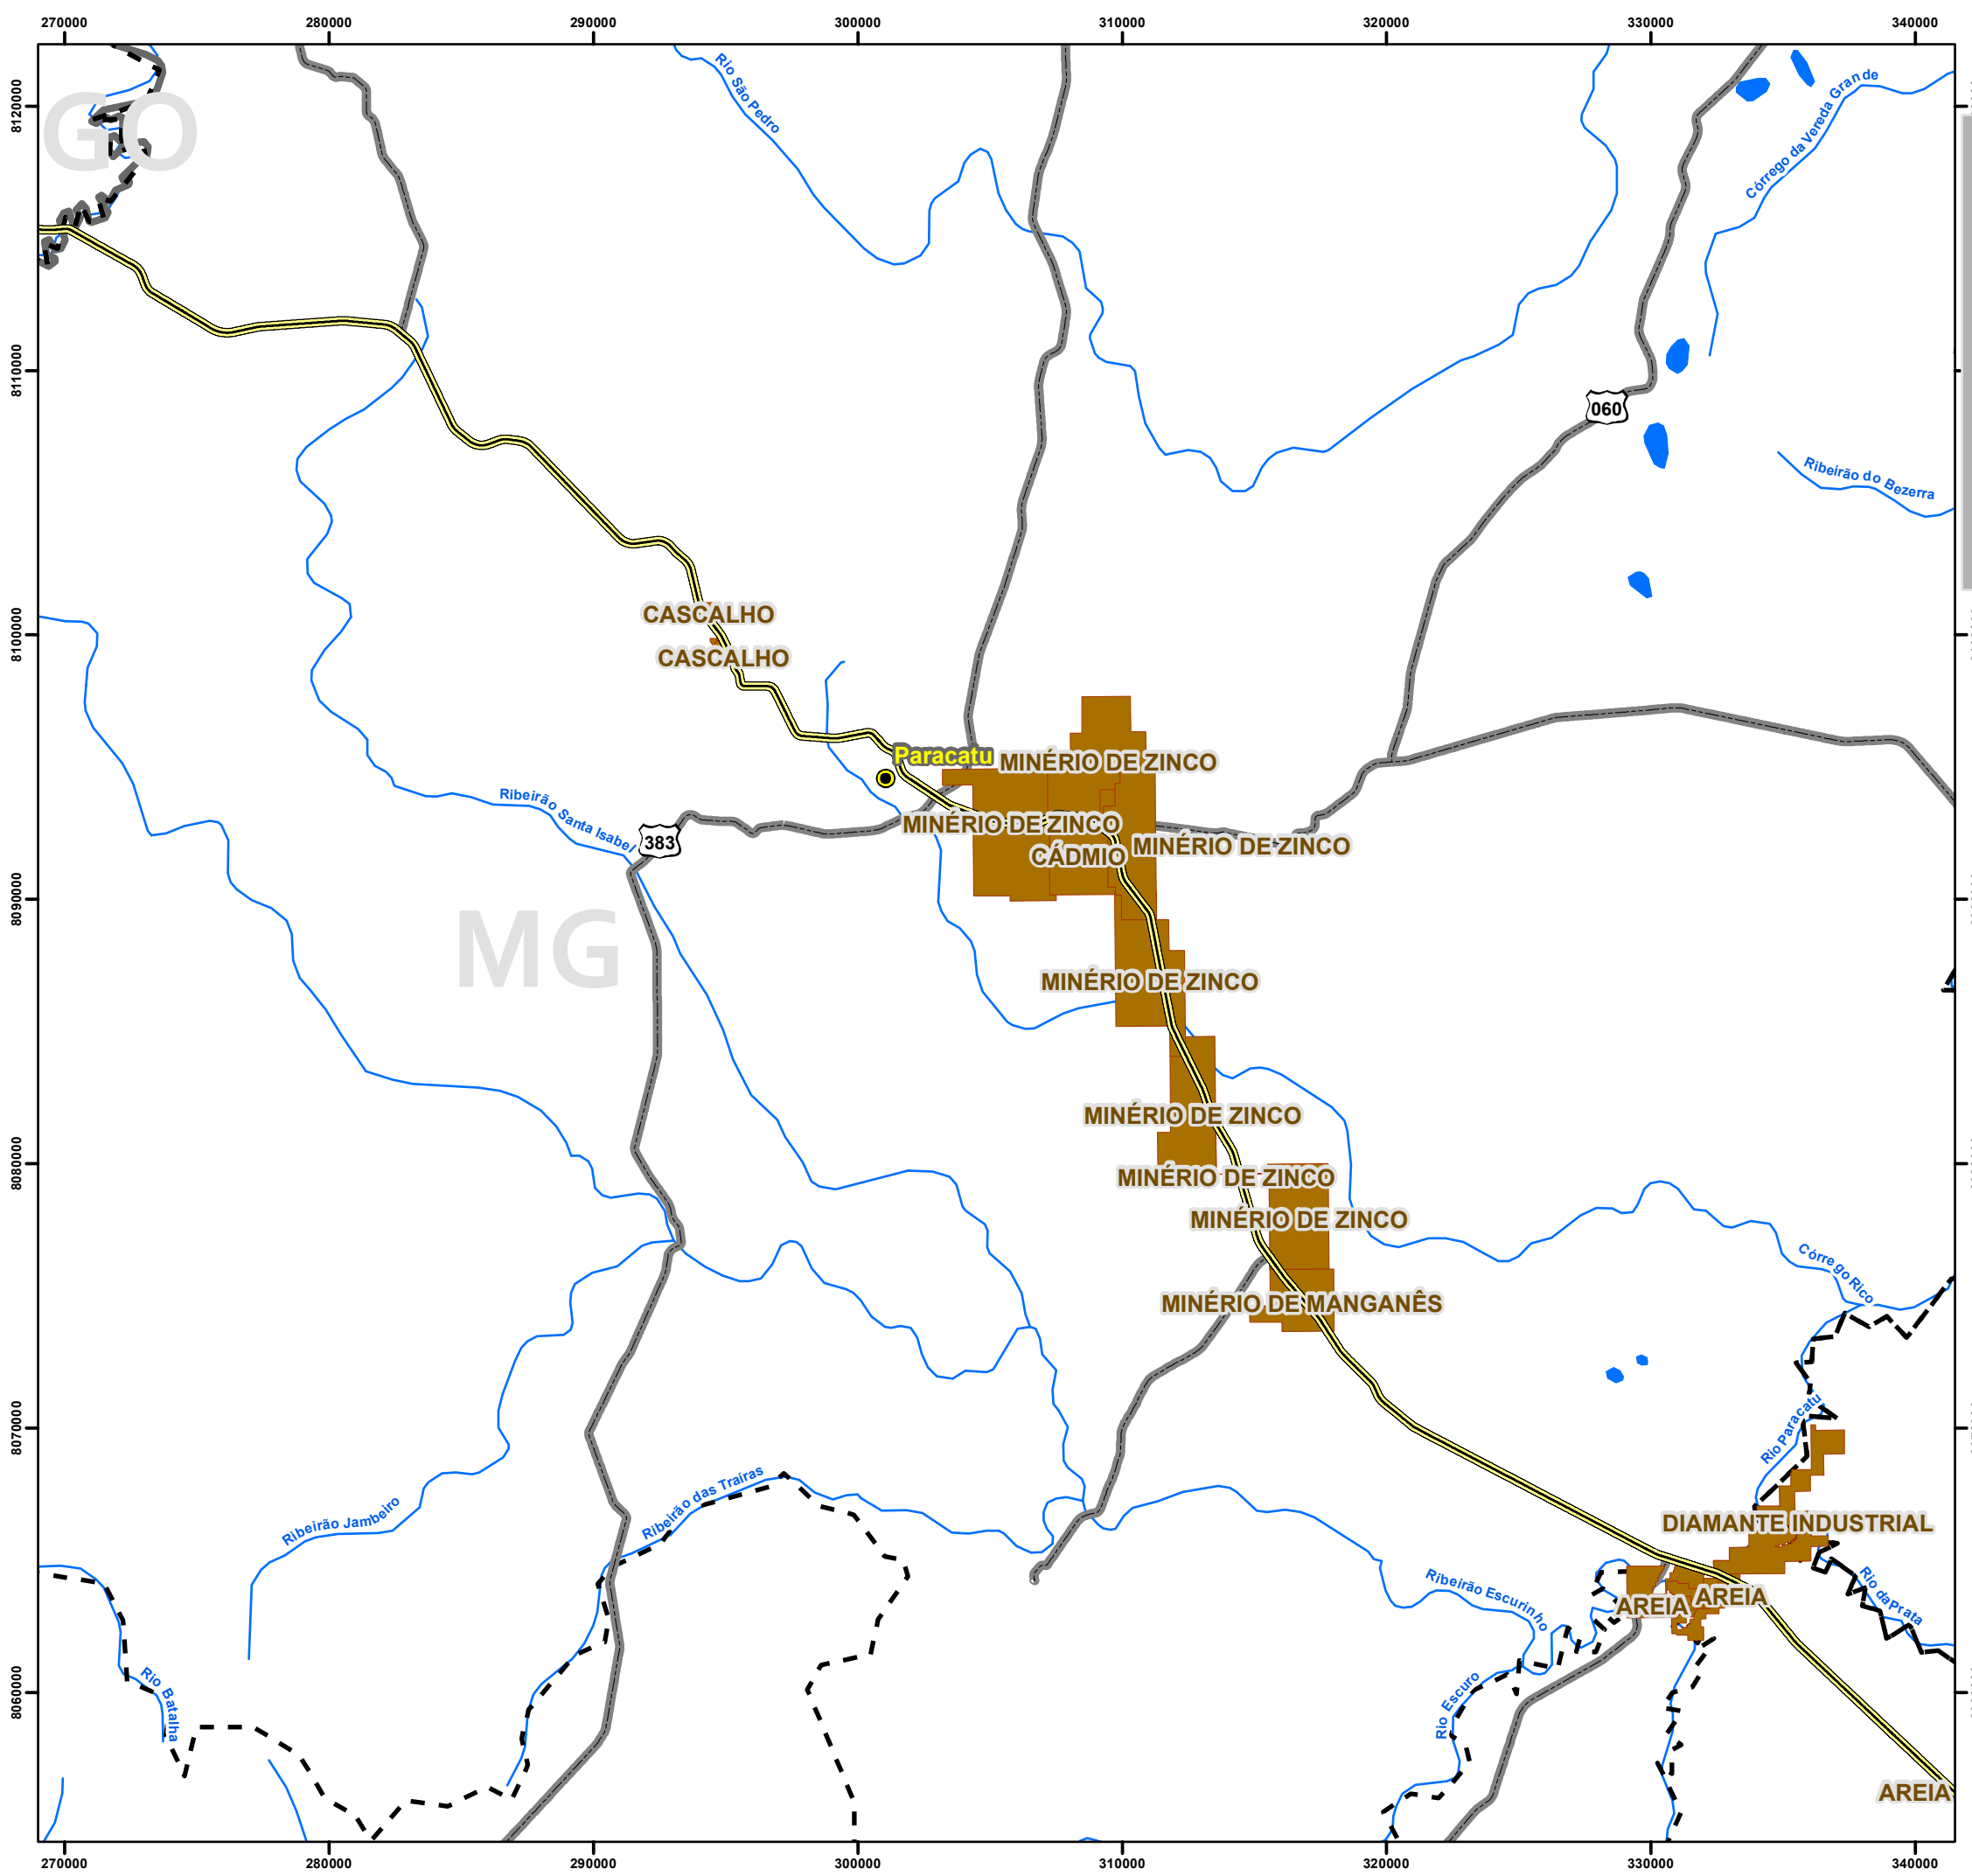 270000 280000 290000 300000 310000 320000 330000 340000
8120000
8110000
8100000
8090000
8080000
8070000
8060000
GO
Rio São Pedro
Córrego da Vereda Grande
060
Ribeirão do Bezerra
CASCALHO
CASCALHO
Paracatu
MINÉRIO DE ZINCO
Ribeirão Santa Isabel
383
MINÉRIO DE ZINCO
MINÉRIO DE ZINCO
CÁDMIO
MG
MINÉRIO DE ZINCO
MINÉRIO DE ZINCO
MINÉRIO DE ZINCO
MINÉRIO DE ZINCO
Córrego Rico
MINÉRIO DE MANGANÊS
Rio Paracatu
Ribeirão das Traíras
Ribeirão Jambeiro
DIAMANTE INDUSTRIAL
Ribeirão Escurinho
AREIA
AREIA
Rio da Prata
Rio Batalha
Rio Escuro
AREIA
270000 280000 290000 300000 310000 320000 330000 340000